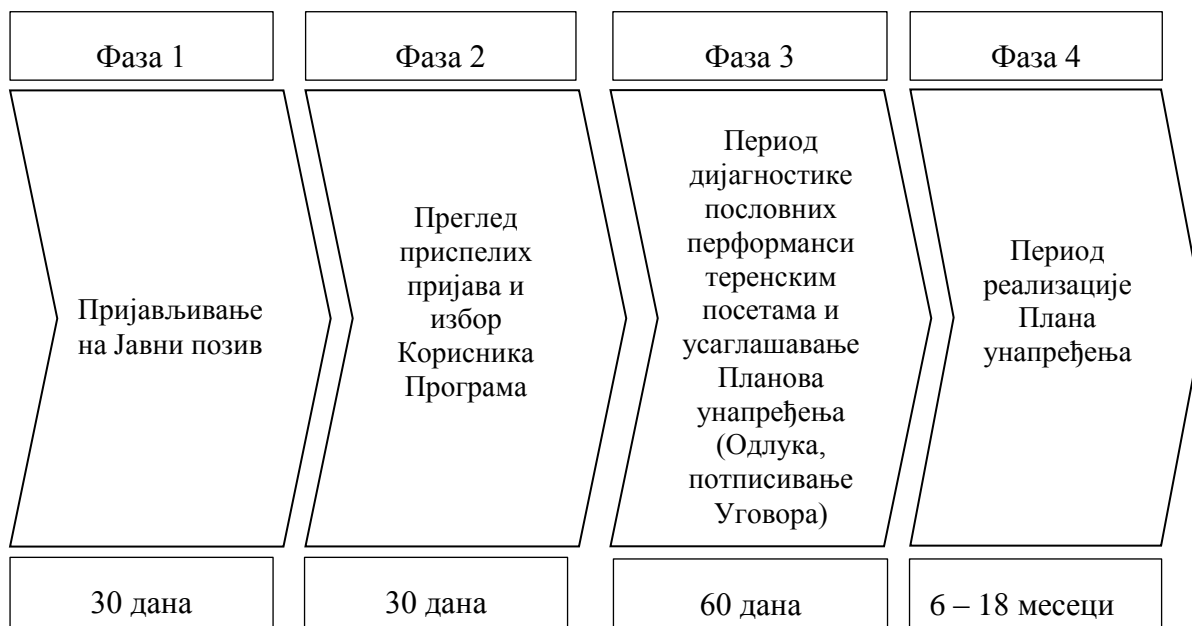 Фаза 1
Фаза 2
Фаза 3
Фаза 4
Пријављивање
на Јавни позив
Преглед
приспелих
пријава и
избор
Корисника
Програма
Период
дијагностике
пословних
перформанси
теренским
посетама и
усаглашавање
Планова
унапређења
(Одлука,
потписивање
Уговора)
Период
реализације
Плана
унапређења
30 дана
30 дана
60 дана
6 – 18 месеци